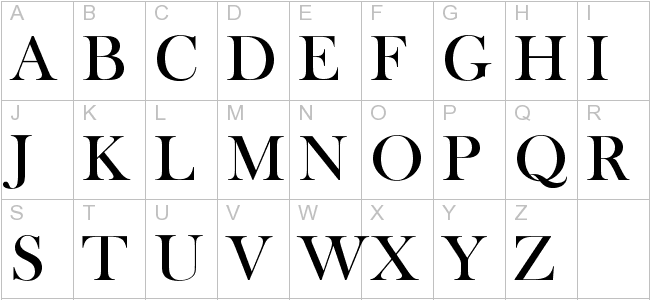 A B C D E F G H I
A B C D E F G H I
J K L M N O P Q R
J K L M N O P Q R
S T U V W X Y Z
S T U V W X Y Z